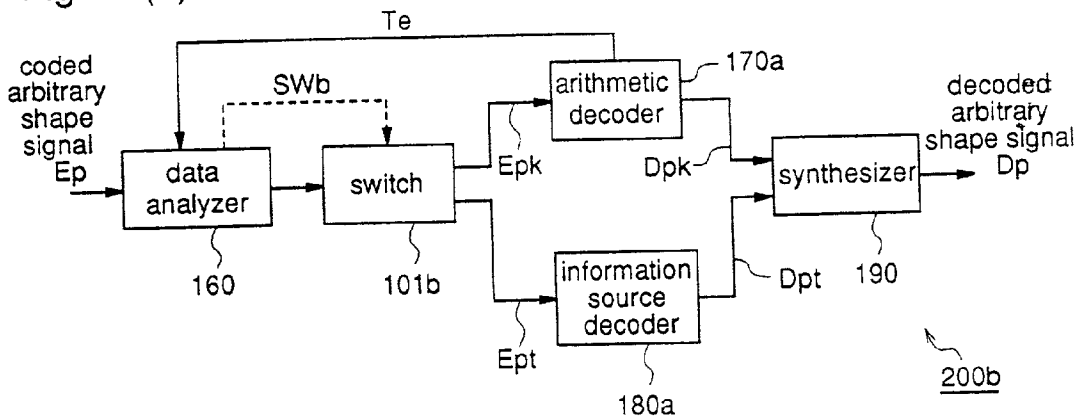 Te
coded
arbitrary
shape
signal
Ep
SWb
data
analyzer
160
switch
101b
Epk
arithmetic
decoder
170a
Dpk
Ept
information
source
decoder
180a
Dpt
synthesizer
190
decoded
arbitrary
shape signal
Dp
200b